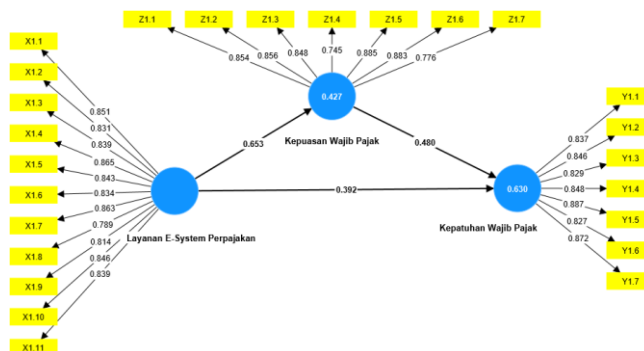 Z1.1
Z1.2
Z1.3
Z1.4
Z1.5
Z1.6
Z1.7
0.854
0.856
0.848
0.745
0.885
0.883
0.776
0.427
Kepuasan Wajib Pajak
X1.1
X1.2
X1.3
X1.4
X1.5
X1.6
X1.7
X1.8
X1.9
X1.10
X1.11
0.851
0.831
0.839
0.865
0.843
0.834
0.863
0.789
0.814
0.846
0.839
Layanan E-System Perpajakan
0.653
0.480
0.392
0.630
Kepatuhan Wajib Pajak
0.837
0.846
0.829
0.848
0.887
0.827
0.872
Y1.1
Y1.2
Y1.3
Y1.4
Y1.5
Y1.6
Y1.7